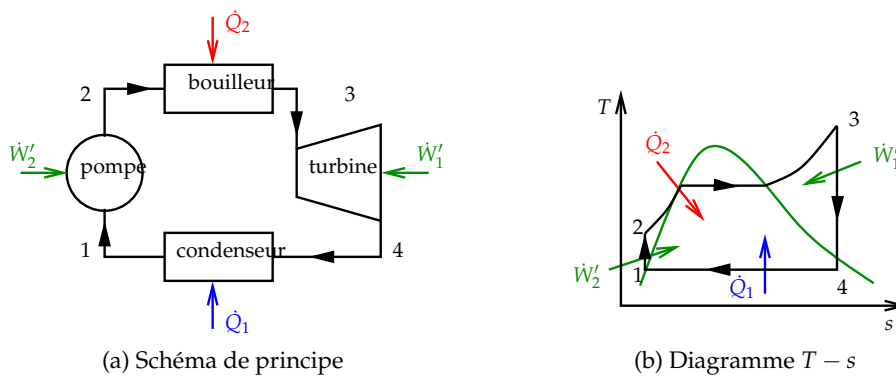 Q̇₂
2
bouilleur
3
Ẇ′₂
pompe
turbine
Ẇ′₁
1
condenseur
4
Q̇₁
(a) Schéma de principe
T
3
Q̇₂
Ẇ′₁
2
Ẇ′₂
1
Q̇₁
4
s
(b) Diagramme T − s